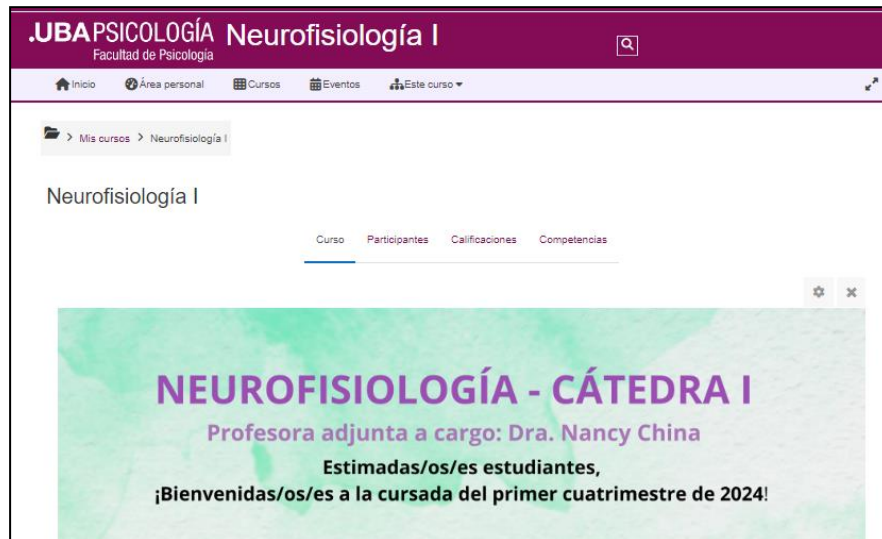 .UBA PSICOLOGÍA
Facultad de Psicología
Neurofisiología I
Inicio Área personal Cursos Eventos Este curso
> Mis cursos > Neurofisiología I
Neurofisiología I
Curso Participantes Calificaciones Competencias
NEUROFISIOLOGÍA - CÁTEDRA I
Profesora adjunta a cargo: Dra. Nancy China
Estimadas/os/es estudiantes,
¡Bienvenidas/os/es a la cursada del primer cuatrimestre de 2024!